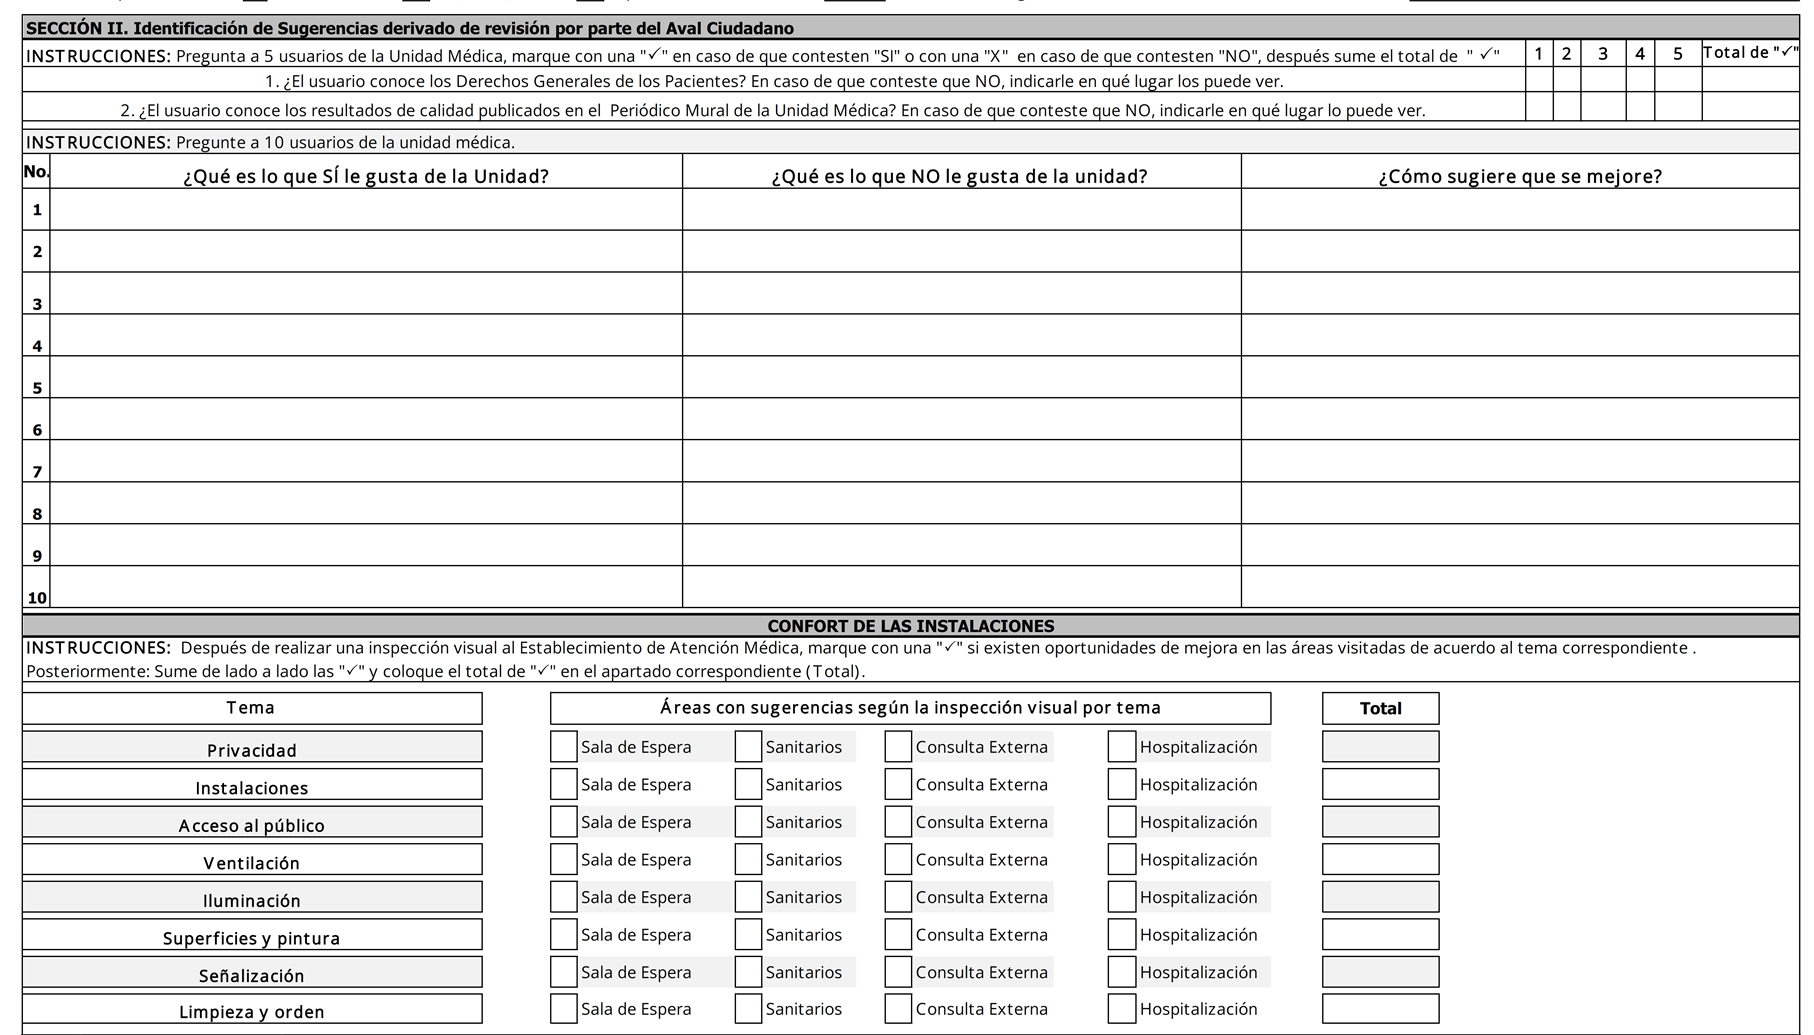 SECCIÓN II. Identificación de Sugerencias derivado de revisión por parte del Aval Ciudadano
INSTRUCCIONES: Pregunta a 5 usuarios de la Unidad Médica, marque con una "✓" en caso de que contesten "SI" o con una "X" en caso de que contesten "NO", después sume el total de " ✓" 1 2 3 4 5 Total de "✓"
1. ¿El usuario conoce los Derechos Generales de los Pacientes? En caso de que conteste que NO, indicarle en qué lugar los puede ver.
2. ¿El usuario conoce los resultados de calidad publicados en el Periódico Mural de la Unidad Médica? En caso de que conteste que NO, indicarle en qué lugar lo puede ver.
INSTRUCCIONES: Pregunte a 10 usuarios de la unidad médica.
No. ¿Qué es lo que SÍ le gusta de la Unidad? ¿Qué es lo que NO le gusta de la unidad? ¿Cómo sugiere que se mejore?
1
2
3
4
5
6
7
8
9
10
CONFORT DE LAS INSTALACIONES
INSTRUCCIONES: Después de realizar una inspección visual al Establecimiento de Atención Médica, marque con una "✓" si existen oportunidades de mejora en las áreas visitadas de acuerdo al tema correspondiente .
Posteriormente: Sume de lado a lado las "✓" y coloque el total de "✓" en el apartado correspondiente (Total).
Tema Áreas con sugerencias según la inspección visual por tema Total
Privacidad Sala de Espera Sanitarios Consulta Externa Hospitalización
Instalaciones Sala de Espera Sanitarios Consulta Externa Hospitalización
Acceso al público Sala de Espera Sanitarios Consulta Externa Hospitalización
Ventilación Sala de Espera Sanitarios Consulta Externa Hospitalización
Iluminación Sala de Espera Sanitarios Consulta Externa Hospitalización
Superficies y pintura Sala de Espera Sanitarios Consulta Externa Hospitalización
Señalización Sala de Espera Sanitarios Consulta Externa Hospitalización
Limpieza y orden Sala de Espera Sanitarios Consulta Externa Hospitalización